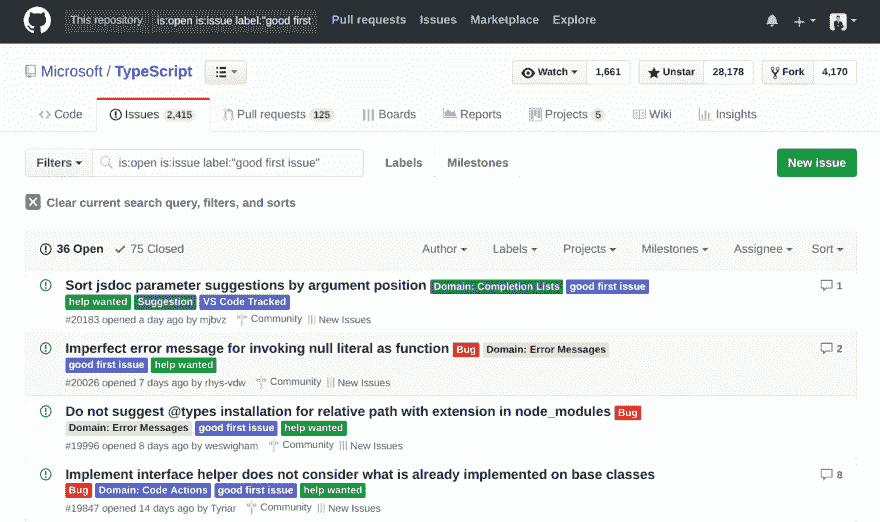 This repository is:open is:issue label:"good first Pull requests Issues Marketplace Explore
Microsoft / TypeScript Watch 1,661 Unstar 28,178 Fork 4,170
Code Issues 2,415 Pull requests 125 Boards Reports Projects 5 Wiki Insights
Filters is:open is:issue label:"good first issue" Labels Milestones New issue
Clear current search query, filters, and sorts
36 Open 75 Closed Author Labels Projects Milestones Assignee Sort
Sort jsdoc parameter suggestions by argument position Domain: Completion Lists good first issue 1
help wanted Suggestion VS Code Tracked
#20183 opened a day ago by mjbvz Community New Issues
Imperfect error message for invoking null literal as function Bug Domain: Error Messages 2
good first issue help wanted
#20026 opened 7 days ago by rhys-vdw Community New Issues
Do not suggest @types installation for relative path with extension in node_modules Bug
Domain: Error Messages good first issue help wanted
#19996 opened 8 days ago by weswigham Community New Issues
Implement interface helper does not consider what is already implemented on base classes 8
Bug Domain: Code Actions good first issue help wanted
#19847 opened 14 days ago by Tyriar Community New Issues